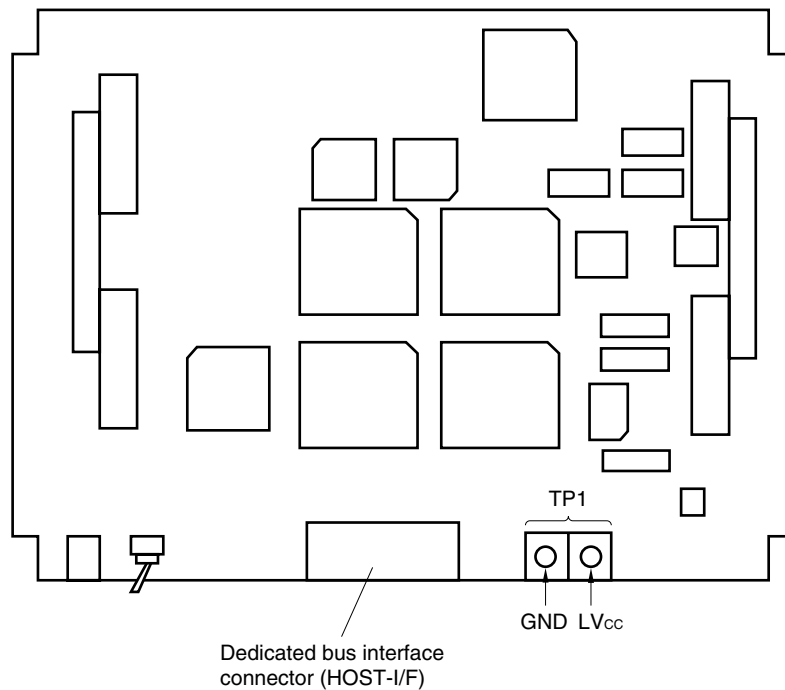 TP1
GND LVCC
Dedicated bus interface
connector (HOST-I/F)